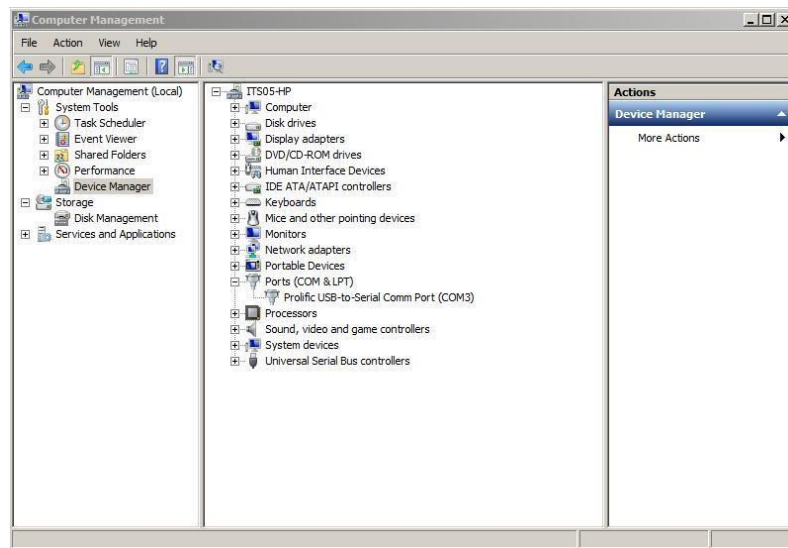 Computer Management
File Action View Help
Computer Management (Local)
System Tools
Task Scheduler
Event Viewer
Shared Folders
Performance
Device Manager
Storage
Disk Management
Services and Applications
ITS05-HP
Computer
Disk drives
Display adapters
DVD/CD-ROM drives
Human Interface Devices
IDE ATA/ATAPI controllers
Keyboards
Mice and other pointing devices
Monitors
Network adapters
Portable Devices
Ports (COM & LPT)
Prolific USB-to-Serial Comm Port (COM3)
Processors
Sound, video and game controllers
System devices
Universal Serial Bus controllers
Actions
Device Manager
More Actions